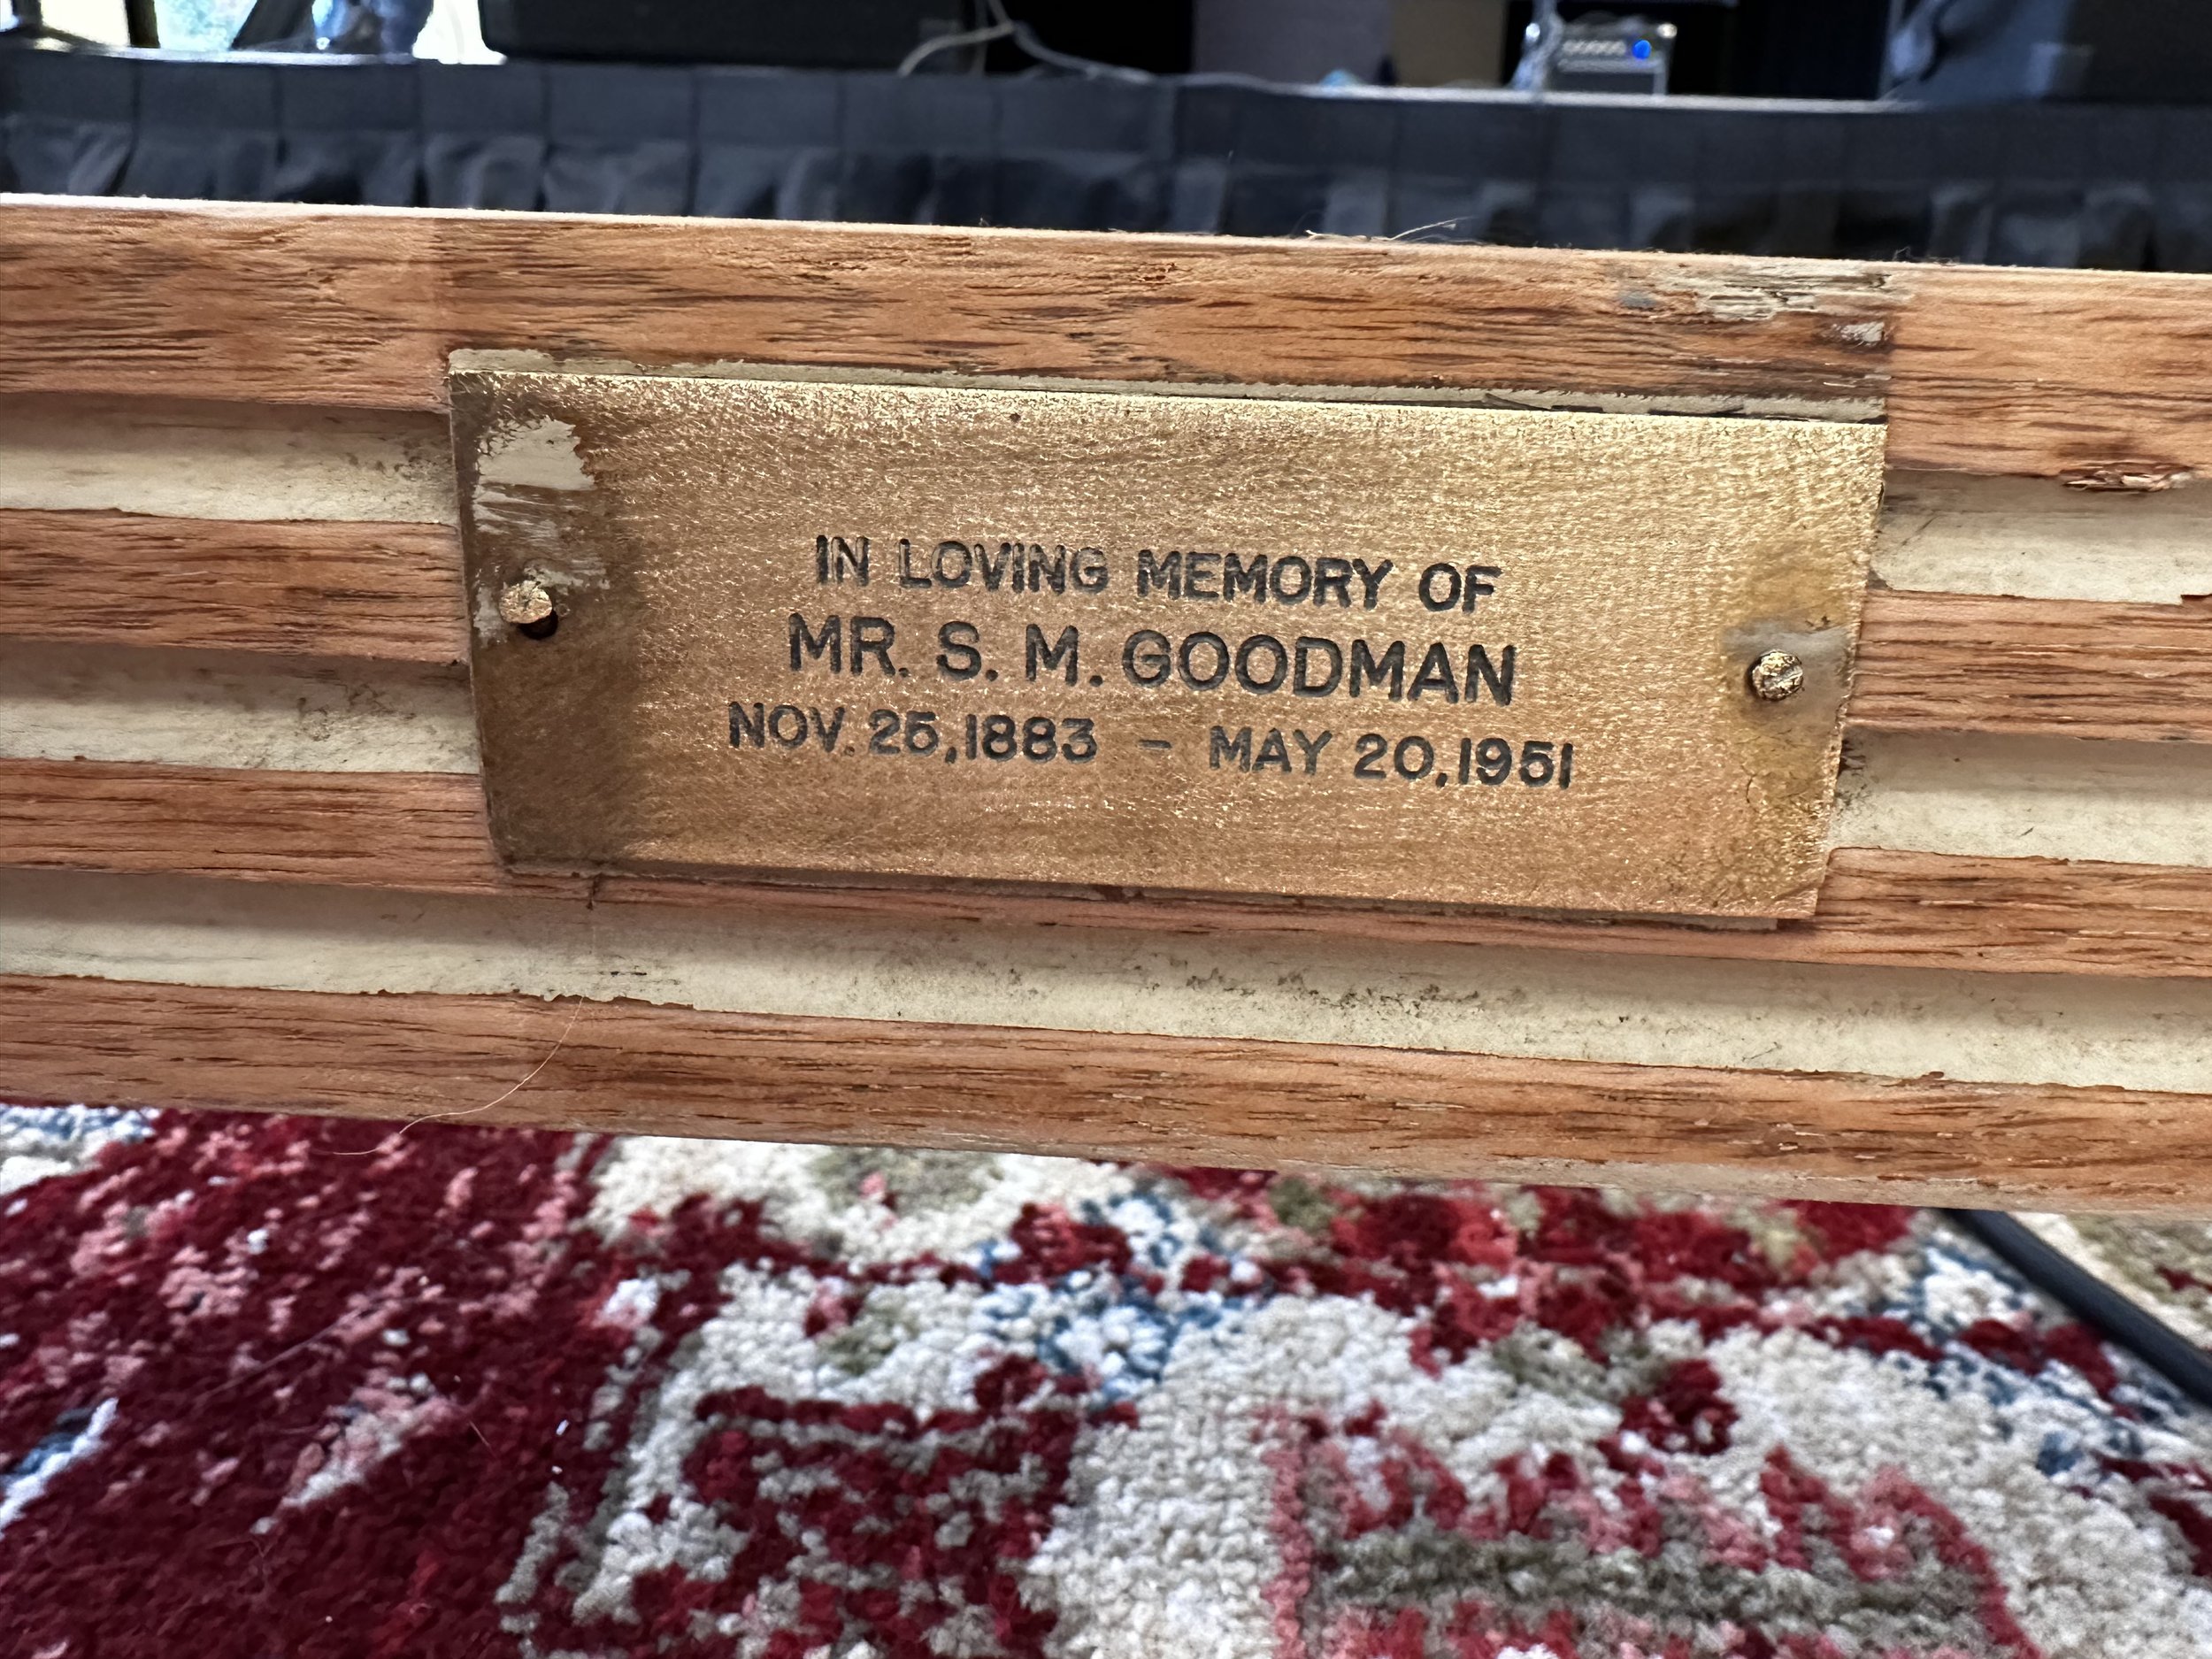 IN LOVING MEMORY OF
MR. S. M. GOODMAN
NOV. 25,1883 - MAY 20,1951